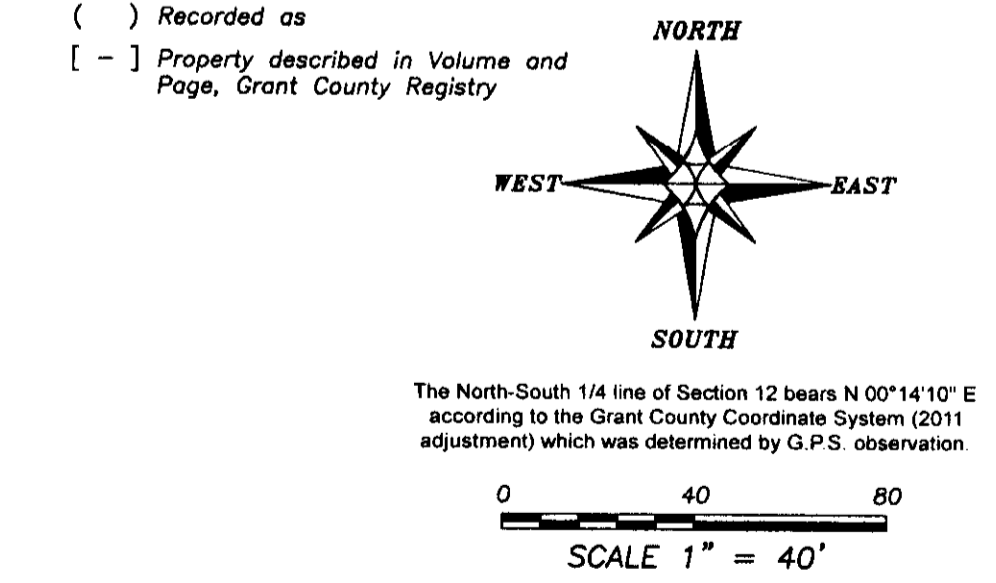 ( ) Recorded as
[ - ] Property described in Volume and
Page, Grant County Registry
NORTH
WEST
EAST
SOUTH
The North-South 1/4 line of Section 12 bears N 00°14'10" E
according to the Grant County Coordinate System (2011
adjustment) which was determined by G.P.S. observation.
0 40 80
SCALE 1" = 40'